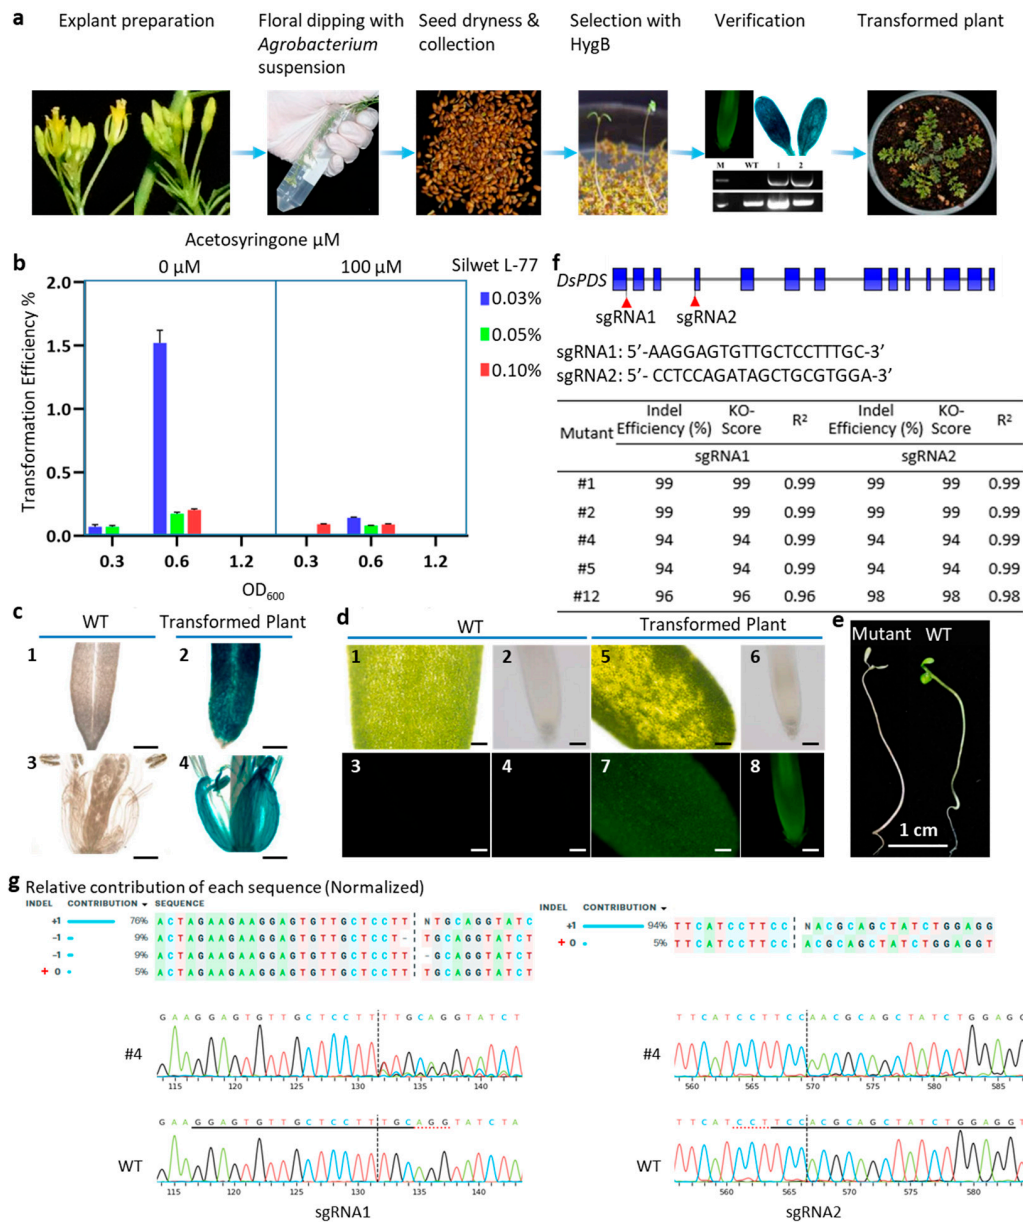 a
Explant preparation
Floral dipping with
Agrobacterium
suspension
Seed dryness &
collection
Selection with
HygB
Verification
Transformed plant
M WT 1 2
b
Acetosyringone µM
0 µM
100 µM
Silwet L-77
0.03%
0.05%
0.10%
Transformation Efficiency %
2.0
1.5
1.0
0.5
0.0
0.3 0.6 1.2 0.3 0.6 1.2
OD600
f
DsPDS
sgRNA1
sgRNA2
sgRNA1: 5’-AAGGAGTGTTGCTCCTTTGC-3’
sgRNA2: 5’- CCTCCAGATAGCTGCGTGGA-3’
Mutant Indel Efficiency (%) KO-Score R² Indel Efficiency (%) KO-Score R²
sgRNA1 sgRNA2
#1 99 99 0.99 99 99 0.99
#2 99 99 0.99 99 99 0.99
#4 94 94 0.99 94 94 0.99
#5 94 94 0.99 94 94 0.99
#12 96 96 0.96 98 98 0.98
c
WT
Transformed Plant
1
2
3
4
d
WT
Transformed Plant
1
2
5
6
3
4
7
8
e
Mutant WT
1 cm
g
Relative contribution of each sequence (Normalized)
INDEL CONTRIBUTION SEQUENCE
+1 76% ACTAGAAGAAGGAGTGTTGCTCCTT NTGCAGGTATC
-1 9% ACTAGAAGAAGGAGTGTTGCTCCT- TGCAGGTATCT
-1 9% ACTAGAAGAAGGAGTGTTGCTCCTT -GCAGGTATCT
+ 0 5% ACTAGAAGAAGGAGTGTTGCTCCTT TGCAGGTATCT
INDEL CONTRIBUTION
+1 94% TTCATCCTTCC NACGCAGCTATCTGGAGG
+ 0 5% TTCATCCTTCC ACGCAGCTATCTGGAGGT
#4
GAAGGAGTGTTGCTCCTTTTGCAGGTATCT
115 120 125 130 135 140
WT
GAAGGAGTGTTGCTCCTTTGCAGGTATCTA
115 120 125 130 135 140
sgRNA1
#4
TTCATCCTTCCAACGCAGCTATCTGGAGG
560 565 570 575 580 585
WT
TTCATCCTTCCACGCAGCTATCTGGAGGT
560 565 570 575 580
sgRNA2